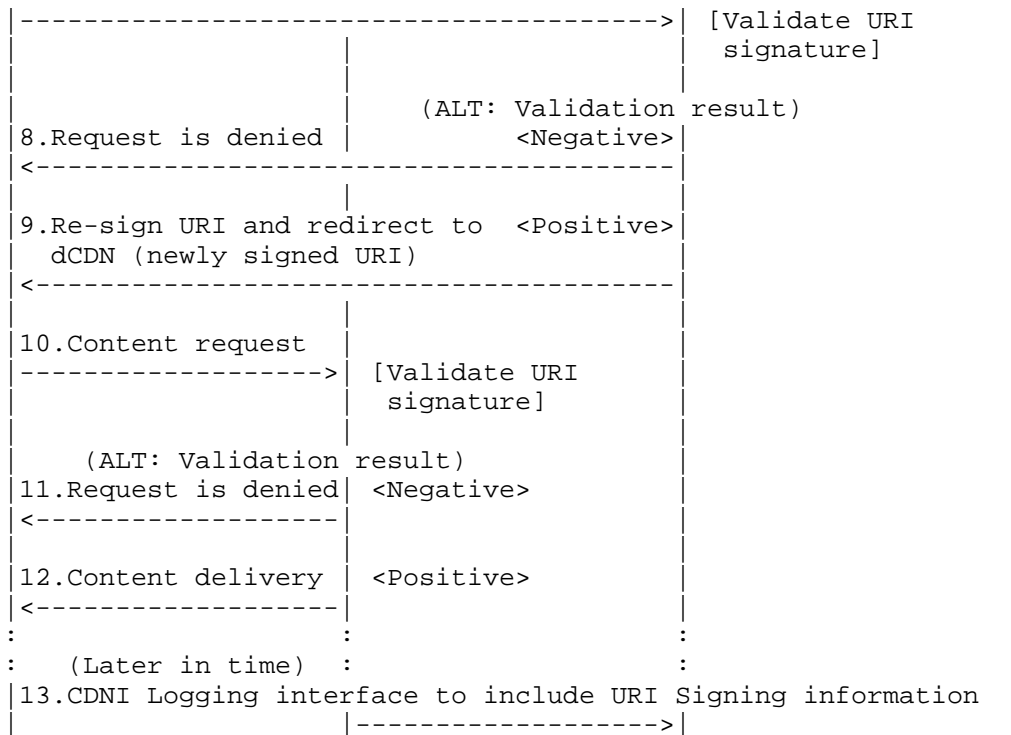 |---------------------------------------->| [Validate URI
| | | signature]
| | |
| | (ALT: Validation result)
|8.Request is denied | <Negative>|
|<----------------------------------------|
| | |
|9.Re-sign URI and redirect to <Positive>|
| dCDN (newly signed URI) |
|<----------------------------------------|
| | |
|10.Content request | |
|------------------->| [Validate URI |
| | signature] |
| | |
| (ALT: Validation result) |
|11.Request is denied| <Negative> |
|<-------------------| |
| | |
|12.Content delivery | <Positive> |
|<-------------------| |
: : :
: (Later in time) : :
|13.CDNI Logging interface to include URI Signing information
| |------------------->|